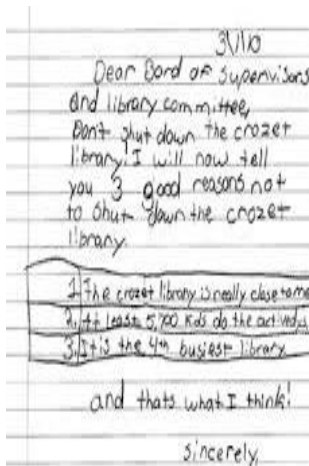 3/1/10
Dear Bord of supervisors
and library committee,
Don't shut down the crozet
library. I will now tell
you 3 good reasons not
to shut down the crozet
library.
1. The crozet library is really close to me
2. At least 5,700 kids do the activedys
3. It is the 4th busiest library
and thats what I think!
sincerely,